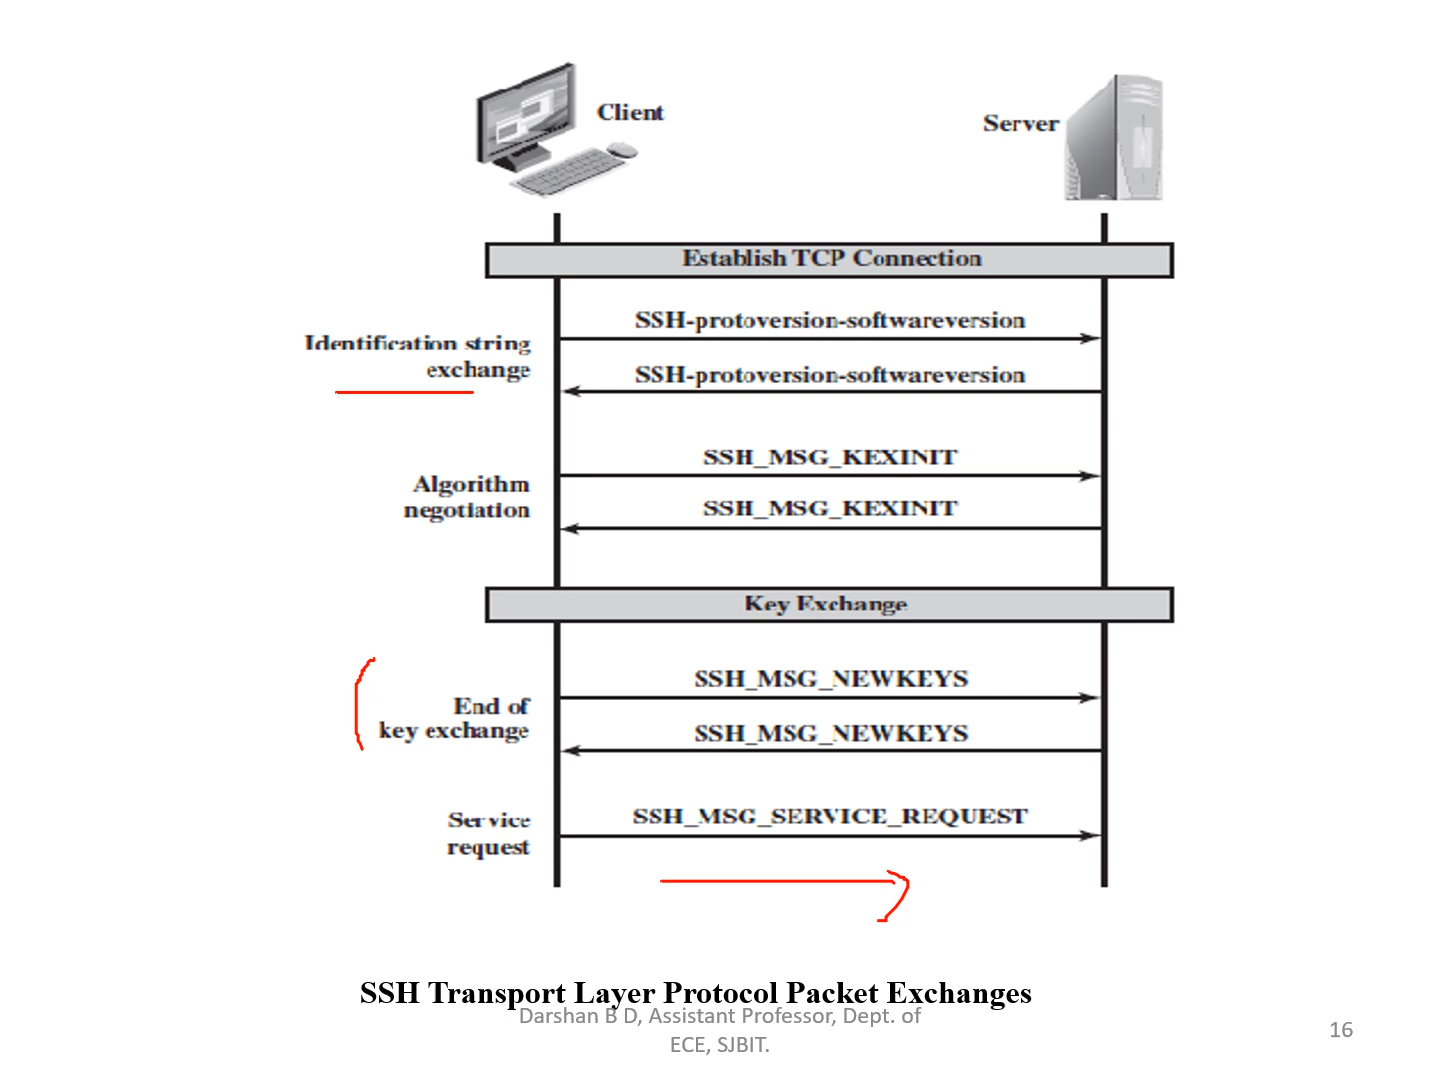 Client
Server
Establish TCP Connection
SSH-protoversion-softwareversion
Identification string
exchange
SSH-protoversion-softwareversion
SSH_MSG_KEXINIT
Algorithm
negotiation
SSH_MSG_KEXINIT
Key Exchange
SSH_MSG_NEWKEYS
End of
key exchange
SSH_MSG_NEWKEYS
SSH_MSG_SERVICE_REQUEST
Service
request
SSH Transport Layer Protocol Packet Exchanges
Darshan B D, Assistant Professor, Dept. of
ECE, SJBIT.
16